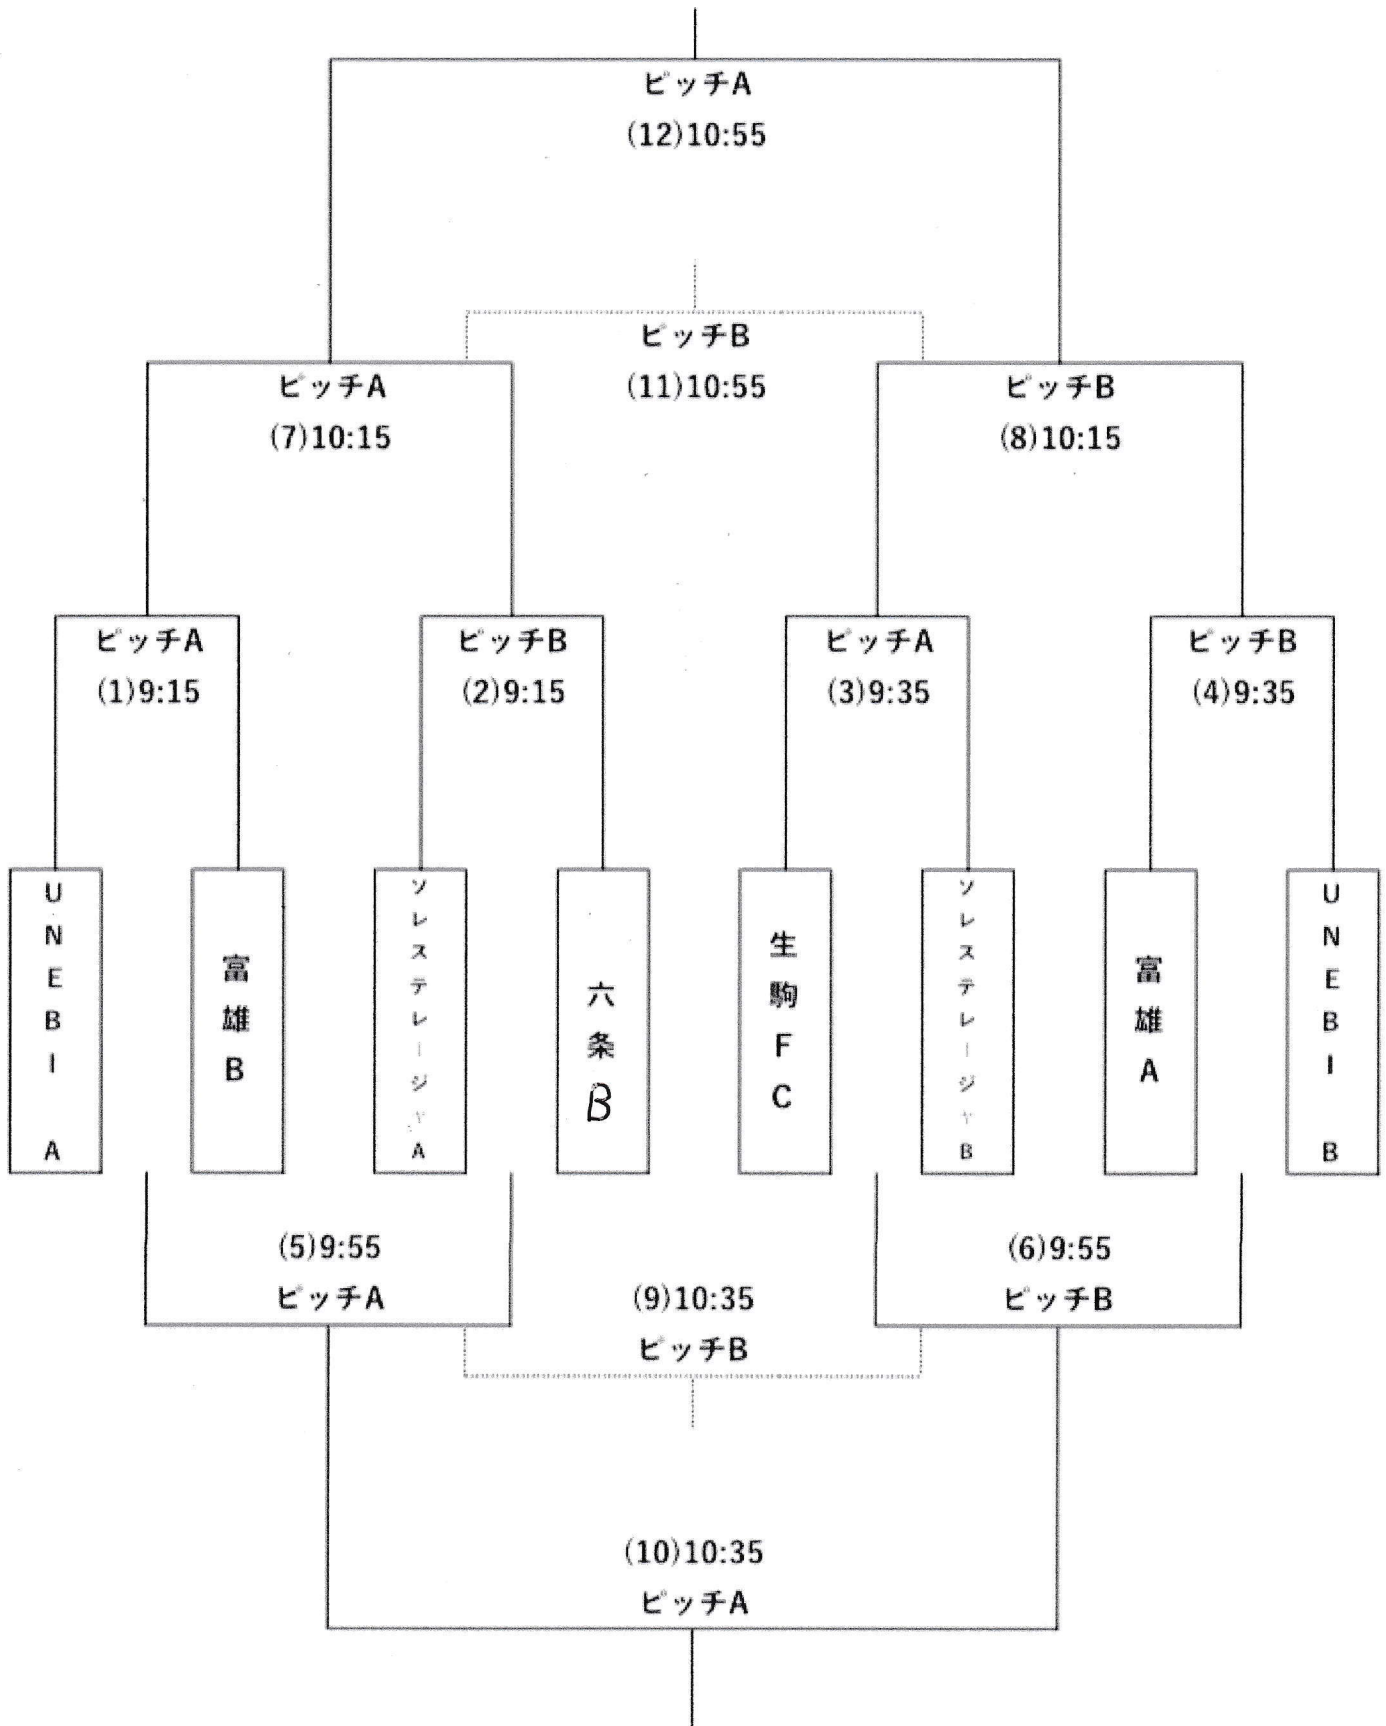 ピッチA
(12)10:55
ピッチB
(11)10:55
ピッチA
(7)10:15
ピッチB
(8)10:15
ピッチA
(1)9:15
ピッチB
(2)9:15
ピッチA
(3)9:35
ピッチB
(4)9:35
UNEBI A
富雄B
ソレステレージャA
六条B
生駒FC
ソレステレージャB
富雄A
UNEBI B
(5)9:55
ピッチA
(6)9:55
ピッチB
(9)10:35
ピッチB
(10)10:35
ピッチA